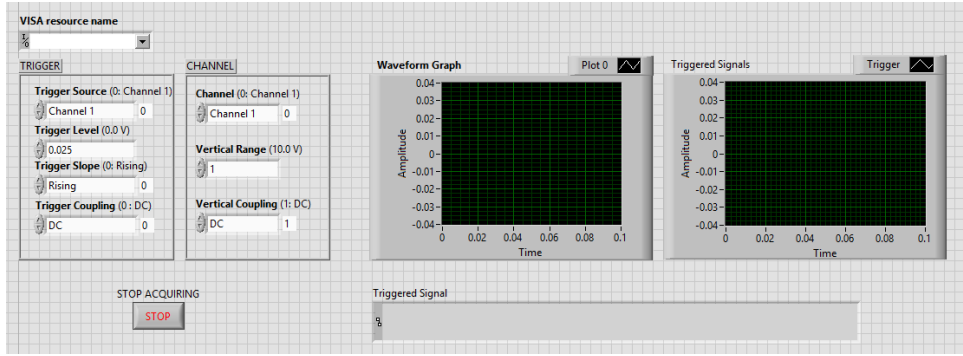 VISA resource name
I/O
TRIGGER
Trigger Source (0: Channel 1)
Channel 1 0
Trigger Level (0.0 V)
0.025
Trigger Slope (0: Rising)
Rising 0
Trigger Coupling (0 : DC)
DC 0
CHANNEL
Channel (0: Channel 1)
Channel 1 0
Vertical Range (10.0 V)
1
Vertical Coupling (1: DC)
DC 1
Waveform Graph
Plot 0
Amplitude
0.04
0.03
0.02
0.01
0
-0.01
-0.02
-0.03
-0.04
0 0.02 0.04 0.06 0.08 0.1
Time
Triggered Signals
Trigger
Amplitude
0.04
0.03
0.02
0.01
0
-0.01
-0.02
-0.03
-0.04
0 0.02 0.04 0.06 0.08 0.1
Time
STOP ACQUIRING
STOP
Triggered Signal